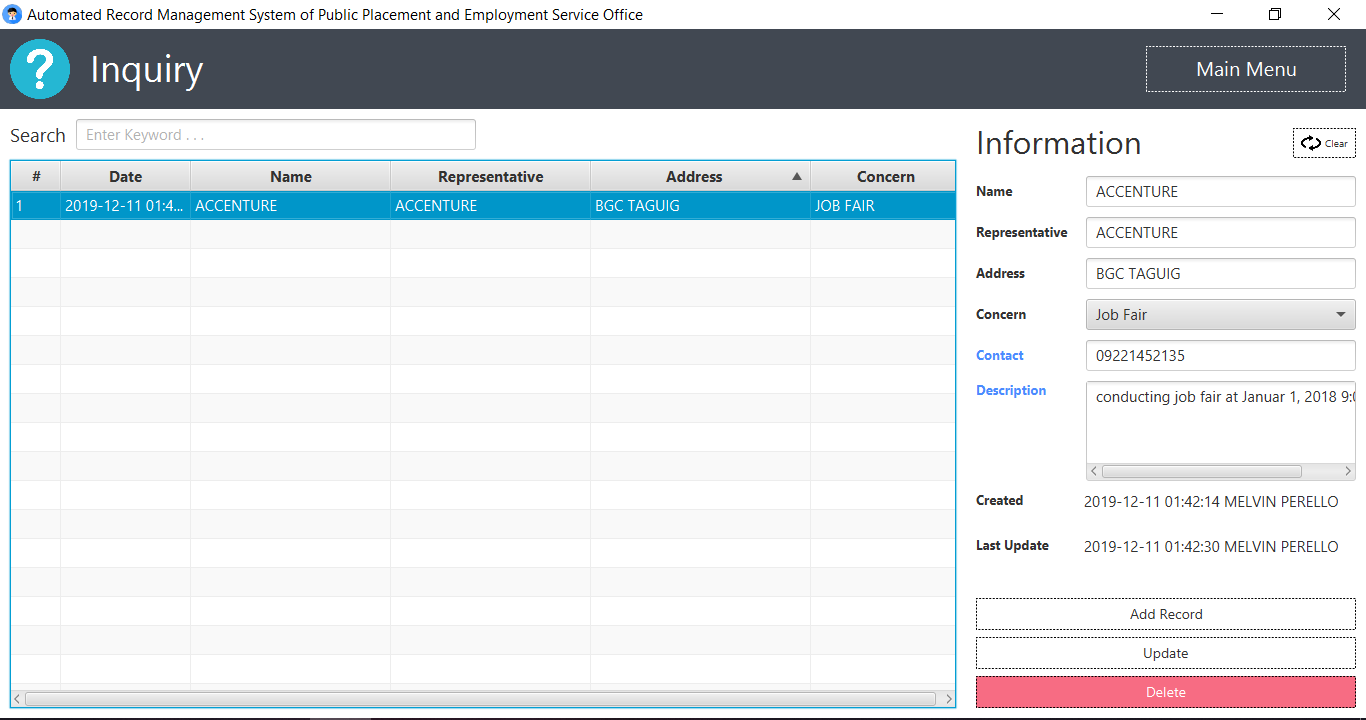 Automated Record Management System of Public Placement and Employment Service Office
?
Inquiry
Main Menu
Search
Enter Keyword . . .
# Date Name Representative Address Concern
1 2019-12-11 01:4... ACCENTURE ACCENTURE BGC TAGUIG JOB FAIR
Information
Clear
Name ACCENTURE
Representative ACCENTURE
Address BGC TAGUIG
Concern Job Fair
Contact 09221452135
Description conducting job fair at Januar 1, 2018
Created 2019-12-11 01:42:14 MELVIN PERELLO
Last Update 2019-12-11 01:42:30 MELVIN PERELLO
Add Record
Update
Delete